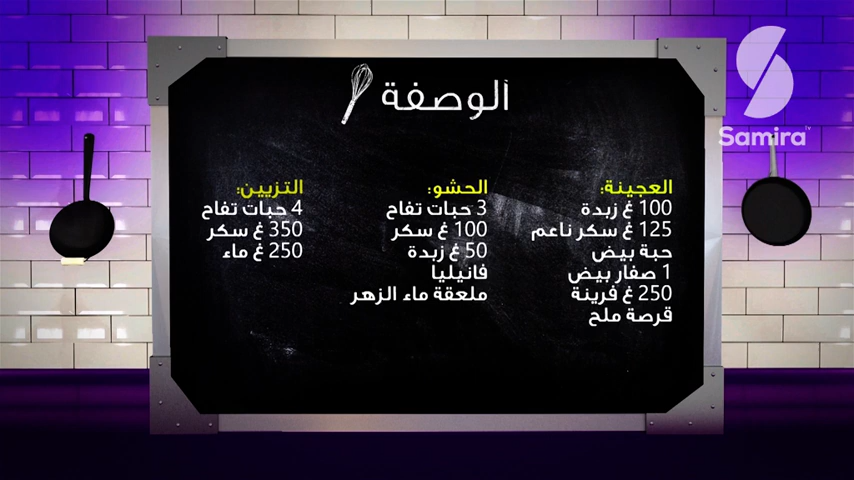 الوصفة
Samira tv
العجينة:
100 غ زبدة
125 غ سكر ناعم
حبة بيض
1 صفار بيض
250 غ فرينة
قرصة ملح
الحشو:
3 حبات تفاح
100 غ سكر
50 غ زبدة
فانيليا
ملعقة ماء الزهر
التزيين:
4 حبات تفاح
350 غ سكر
250 غ ماء